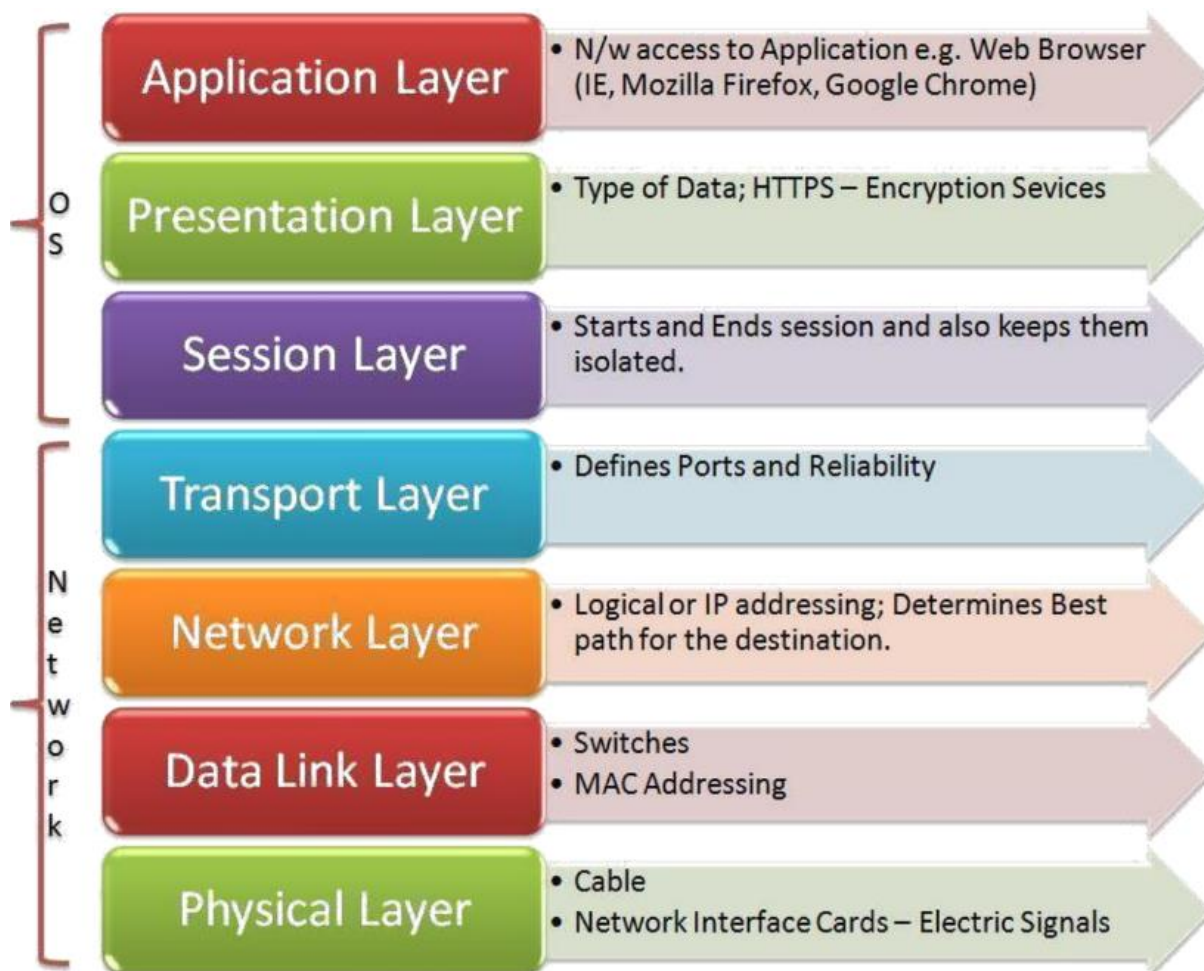 OS
Application Layer
• N/w access to Application e.g. Web Browser
(IE, Mozilla Firefox, Google Chrome)
Presentation Layer
• Type of Data; HTTPS – Encryption Sevices
Session Layer
• Starts and Ends session and also keeps them
isolated.
Network
Transport Layer
• Defines Ports and Reliability
Network Layer
• Logical or IP addressing; Determines Best
path for the destination.
Data Link Layer
• Switches
• MAC Addressing
Physical Layer
• Cable
• Network Interface Cards – Electric Signals